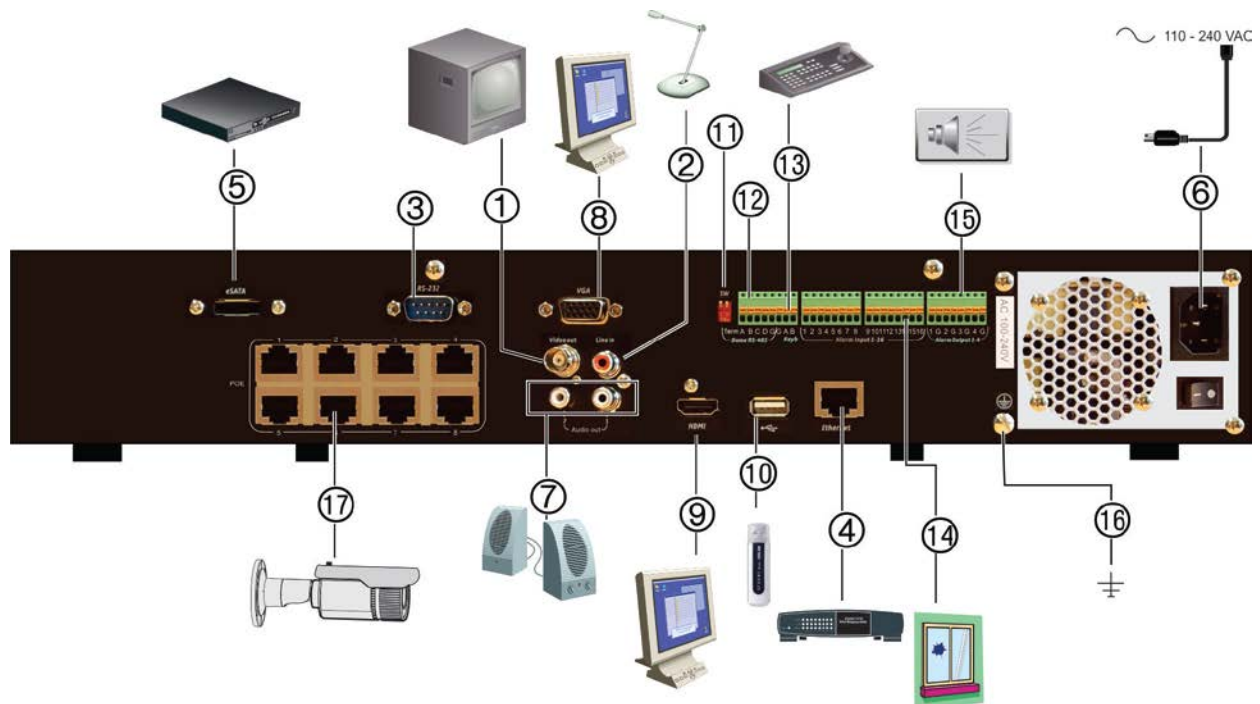 110 - 240 VAC
⑪
②
⑬
⑤
①
⑧
⑫
⑮
⑥
③
SW
eSATA
RS-232
VGA
AC 100-240V
Term A B C D G G A B
1 2 3 4 5 6 7 8
9 10 11 12 13 14 15 16
1 G 2 G 3 G 4 G
Dome RS-485
Keyb
Alarm Input 1-16
Alarm Output 1-4
1 2 3 4
Video out
Line in
POE
5 6 7 8
Audio out
HDMI
Ethernet
⑰
⑦
⑨
⑩
④
⑭
⑯